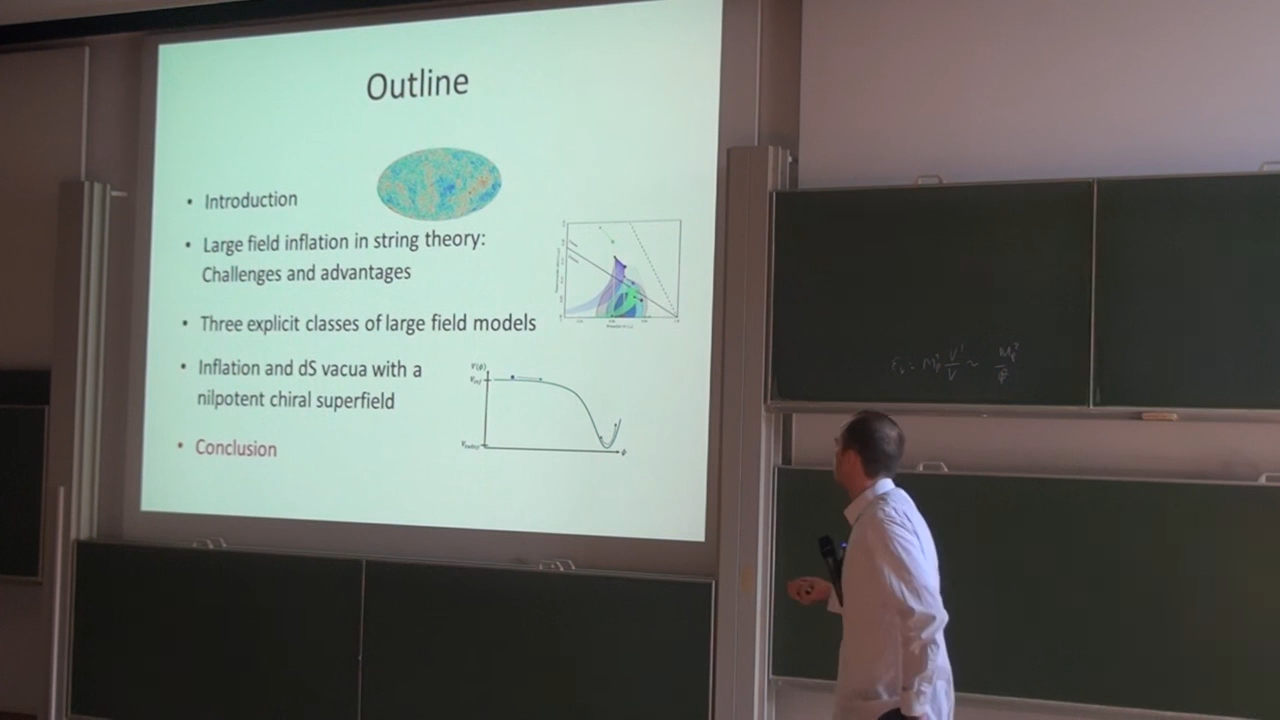 Outline
• Introduction
• Large field inflation in string theory:
Challenges and advantages
• Three explicit classes of large field models
• Inflation and dS vacua with a
nilpotent chiral superfield
V(ϕ)
ϕ
• Conclusion